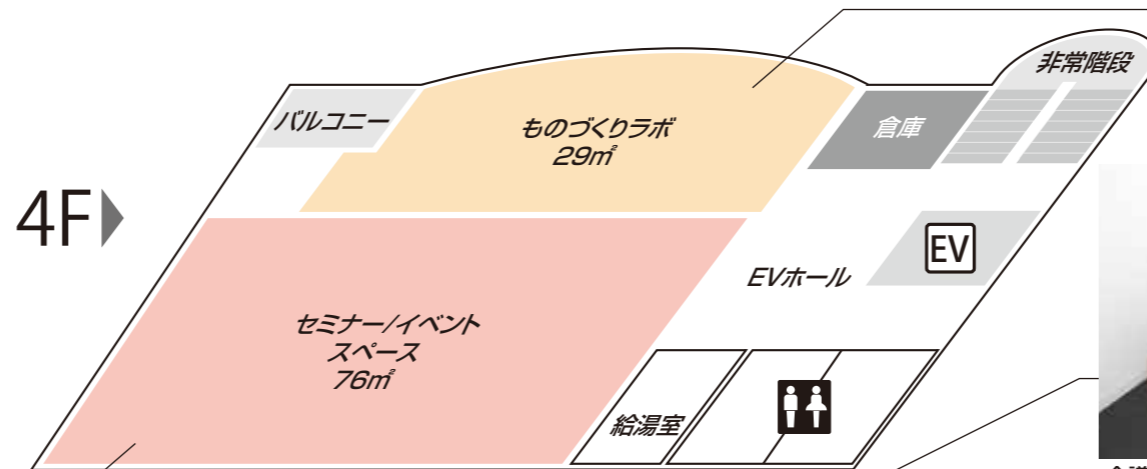 非常階段
バルコニー
ものづくりラボ
29㎡
倉庫
4F
EV
EVホール
セミナー/イベント
スペース
76㎡
給湯室